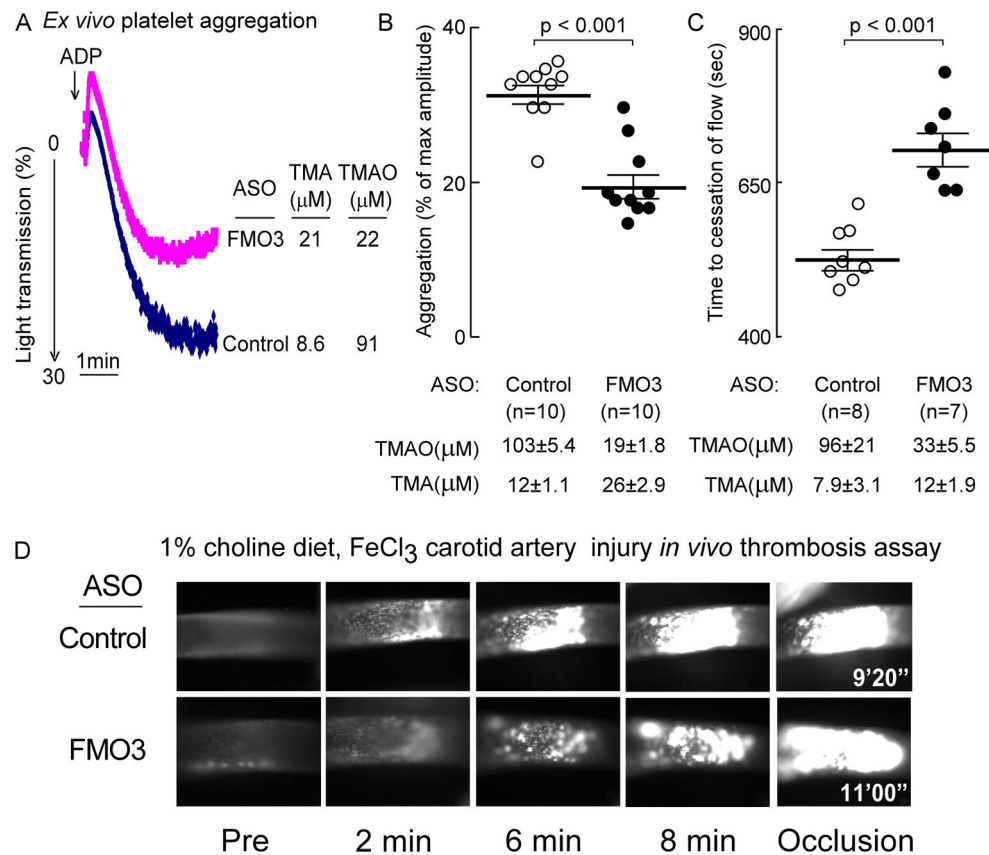 A Ex vivo platelet aggregation
ADP
0
Light transmission (%)
30
1min
ASO TMA (μM) TMAO (μM)
FMO3 21 22
Control 8.6 91
B
p < 0.001
40
20
0
Aggregation (% of max amplitude)
ASO: Control (n=10) FMO3 (n=10)
TMAO(μM) 103±5.4 19±1.8
TMA(μM) 12±1.1 26±2.9
C
p < 0.001
900
650
400
Time to cessation of flow (sec)
ASO: Control (n=8) FMO3 (n=7)
TMAO(μM) 96±21 33±5.5
TMA(μM) 7.9±3.1 12±1.9
D 1% choline diet, FeCl₃ carotid artery injury in vivo thrombosis assay
ASO
Control
9’20”
FMO3
11’00”
Pre 2 min 6 min 8 min Occlusion